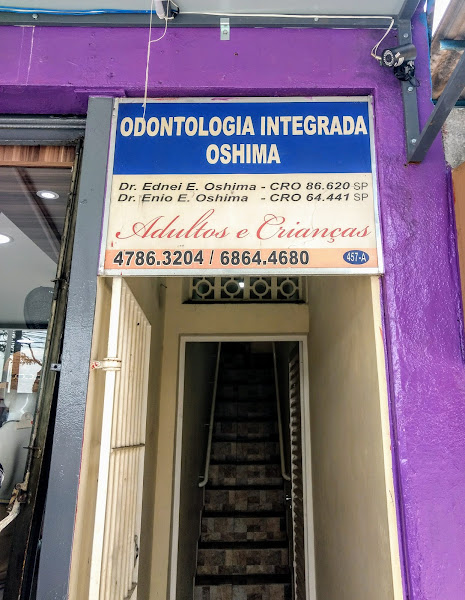 ODONTOLOGIA INTEGRADA
OSHIMA
Dr. Ednei E. Oshima - CRO 86.620 SP
Dr. Enio E. Oshima - CRO 64.441 SP
Adultos e Crianças
4786.3204 / 6864.4680 457-A